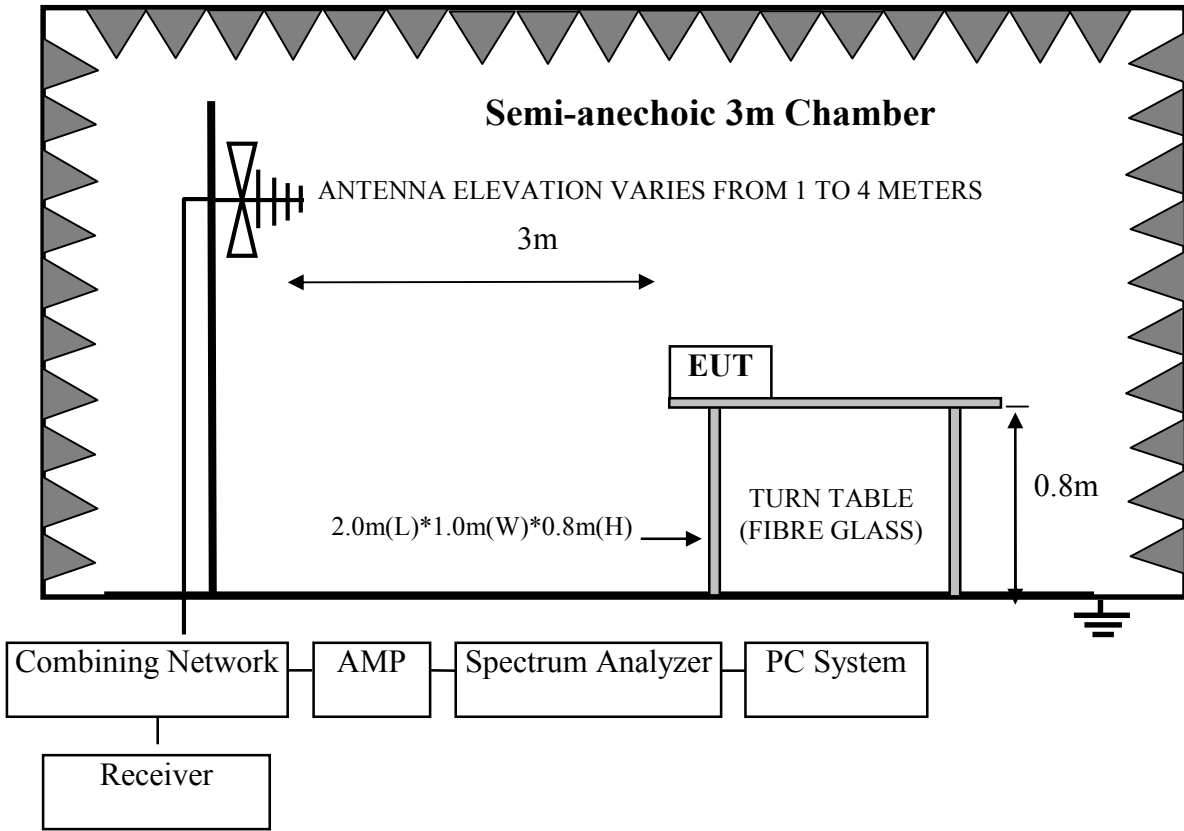 Semi-anechoic 3m Chamber
ANTENNA ELEVATION VARIES FROM 1 TO 4 METERS
3m
EUT
0.8m
TURN TABLE
(FIBRE GLASS)
2.0m(L)*1.0m(W)*0.8m(H)
Combining Network
AMP
Spectrum Analyzer
PC System
Receiver